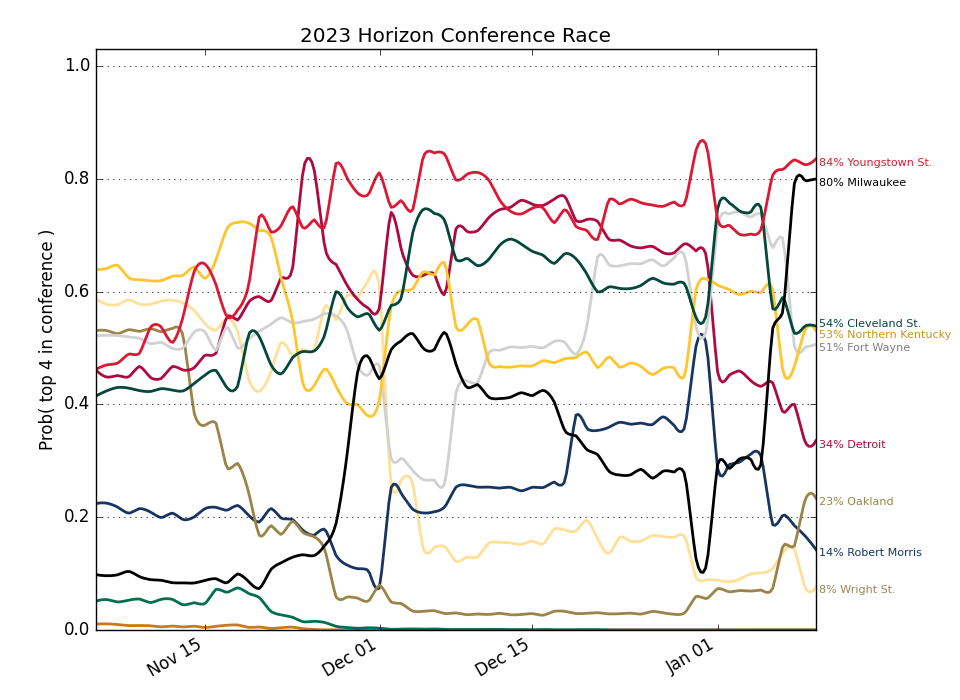 2023 Horizon Conference Race
Prob( top 4 in conference )
1.0
0.8
0.6
0.4
0.2
0.0
Nov 15
Dec 01
Dec 15
Jan 01
84% Youngstown St.
80% Milwaukee
54% Cleveland St.
53% Northern Kentucky
51% Fort Wayne
34% Detroit
23% Oakland
14% Robert Morris
8% Wright St.